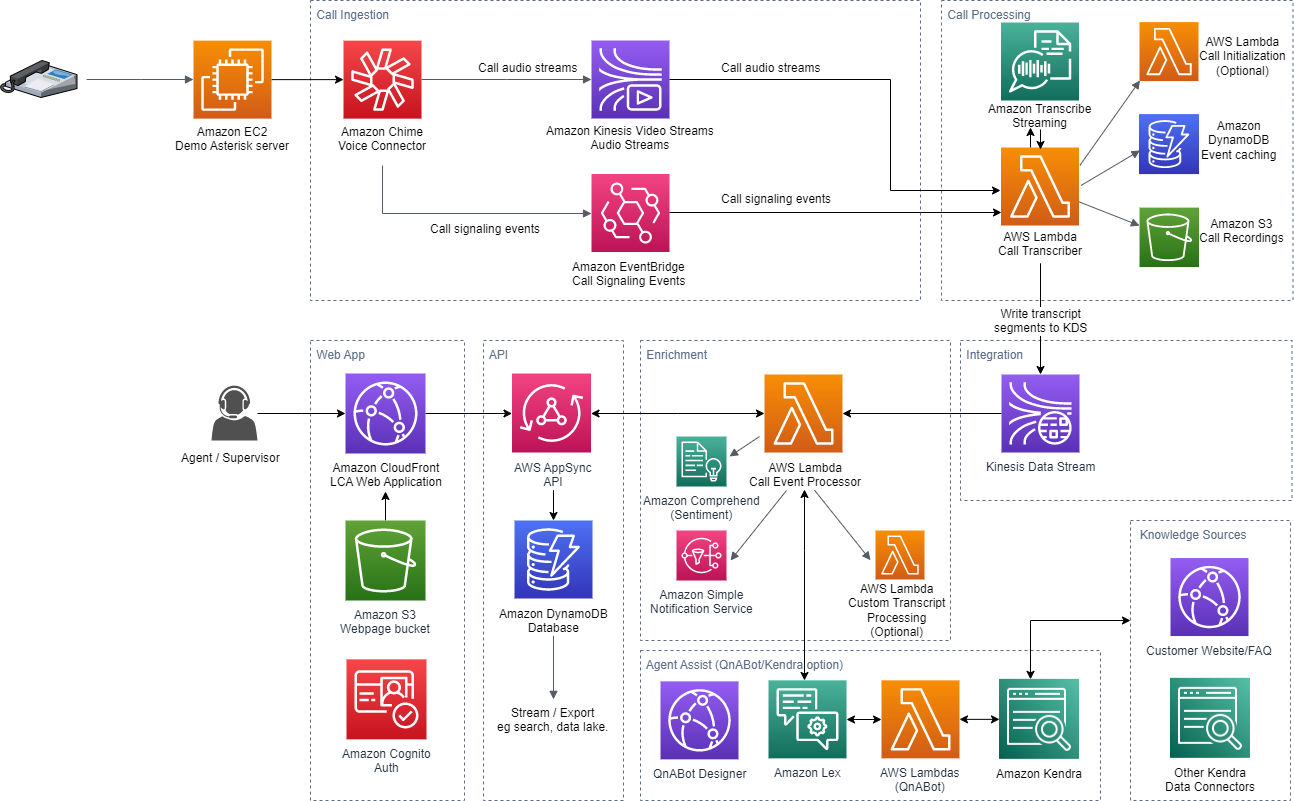 Call Ingestion
Amazon EC2
Demo Asterisk server
Amazon Chime
Voice Connector
Call audio streams
Amazon Kinesis Video Streams
Audio Streams
Call audio streams
Call signaling events
Amazon EventBridge
Call Signaling Events
Call signaling events
Call Processing
Amazon Transcribe
Streaming
AWS Lambda
Call Transcriber
AWS Lambda
Call Initialization
(Optional)
Amazon
DynamoDB
Event caching
Amazon S3
Call Recordings
Write transcript
segments to KDS
Agent / Supervisor
Web App
Amazon CloudFront
LCA Web Application
Amazon S3
Webpage bucket
Amazon Cognito
Auth
API
AWS AppSync
API
Amazon DynamoDB
Database
Stream / Export
eg search, data lake.
Enrichment
AWS Lambda
Call Event Processor
Amazon Comprehend
(Sentiment)
Amazon Simple
Notification Service
AWS Lambda
Custom Transcript
Processing
(Optional)
Integration
Kinesis Data Stream
Agent Assist (QnABot/Kendra option)
QnABot Designer
Amazon Lex
AWS Lambdas
(QnABot)
Amazon Kendra
Knowledge Sources
Customer Website/FAQ
Other Kendra
Data Connectors